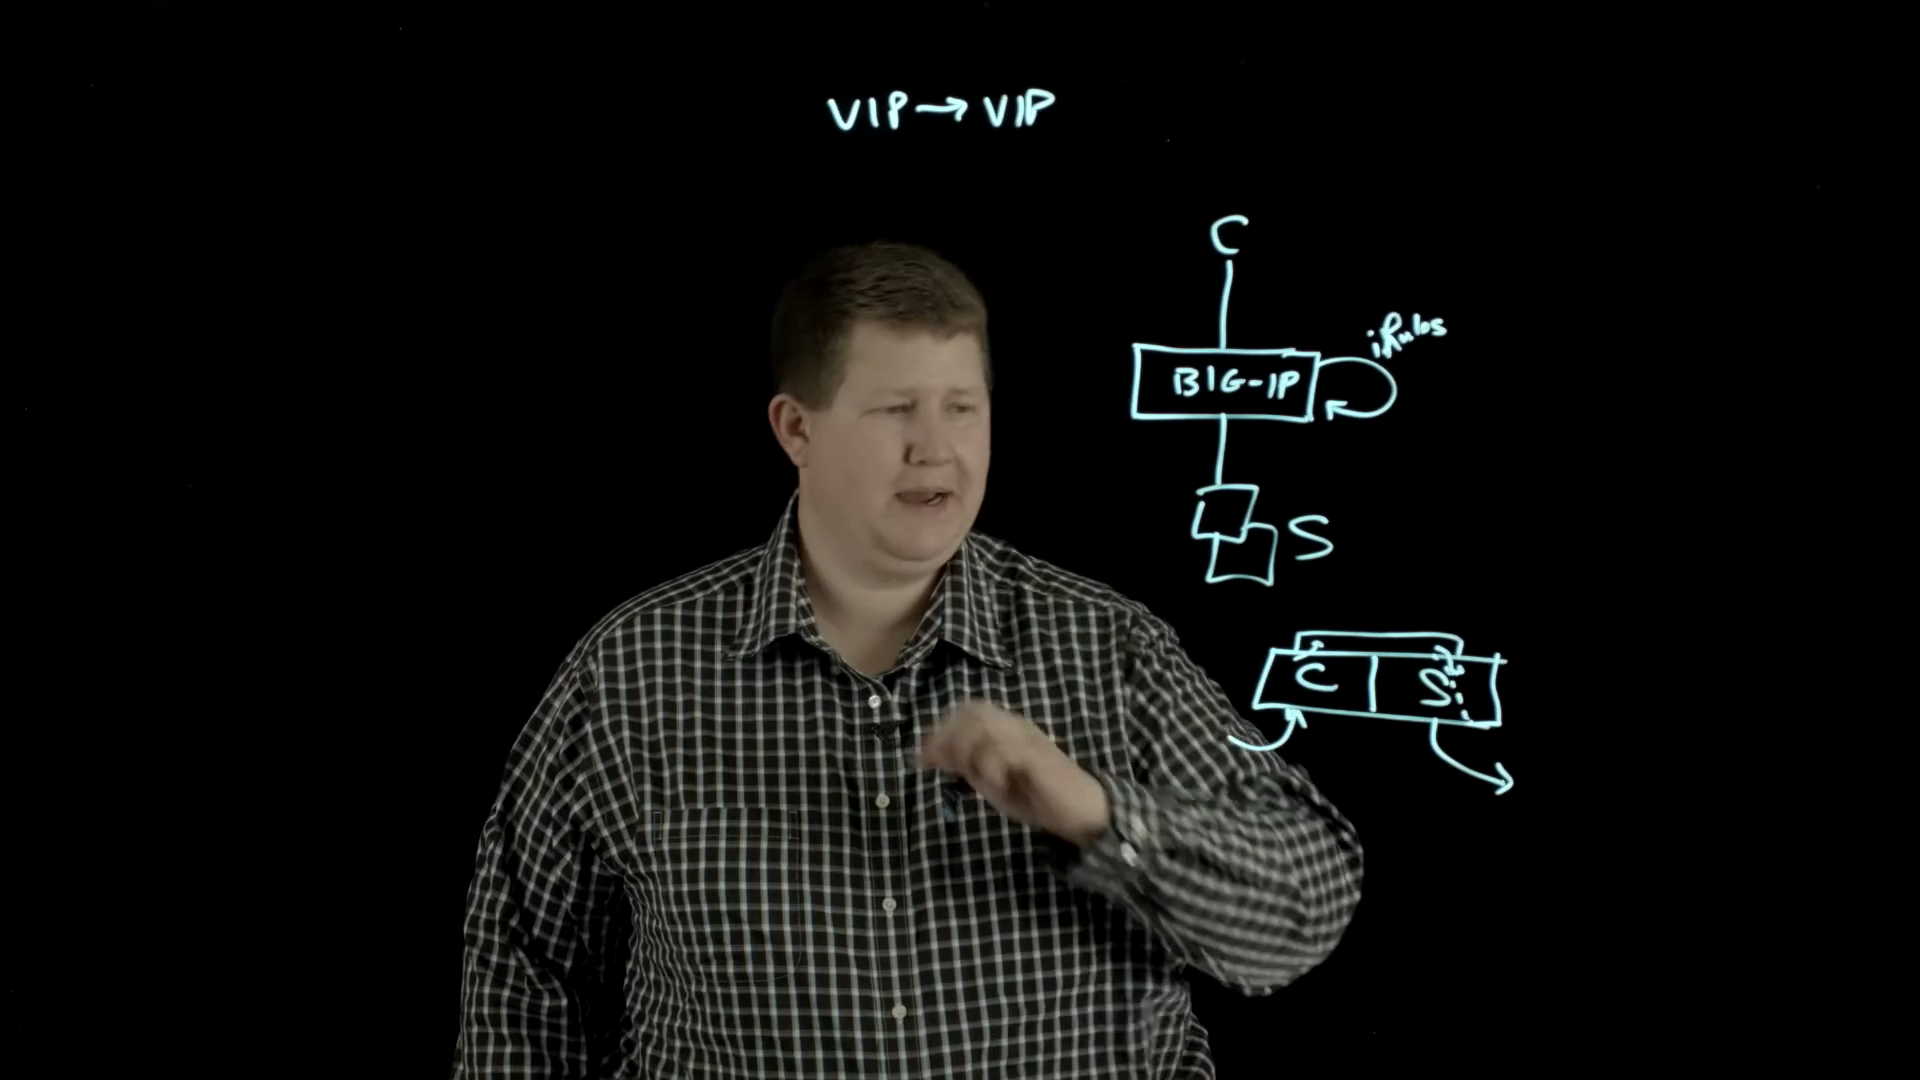 VIP → VIP
C
iRules
BIG-IP
S
C S